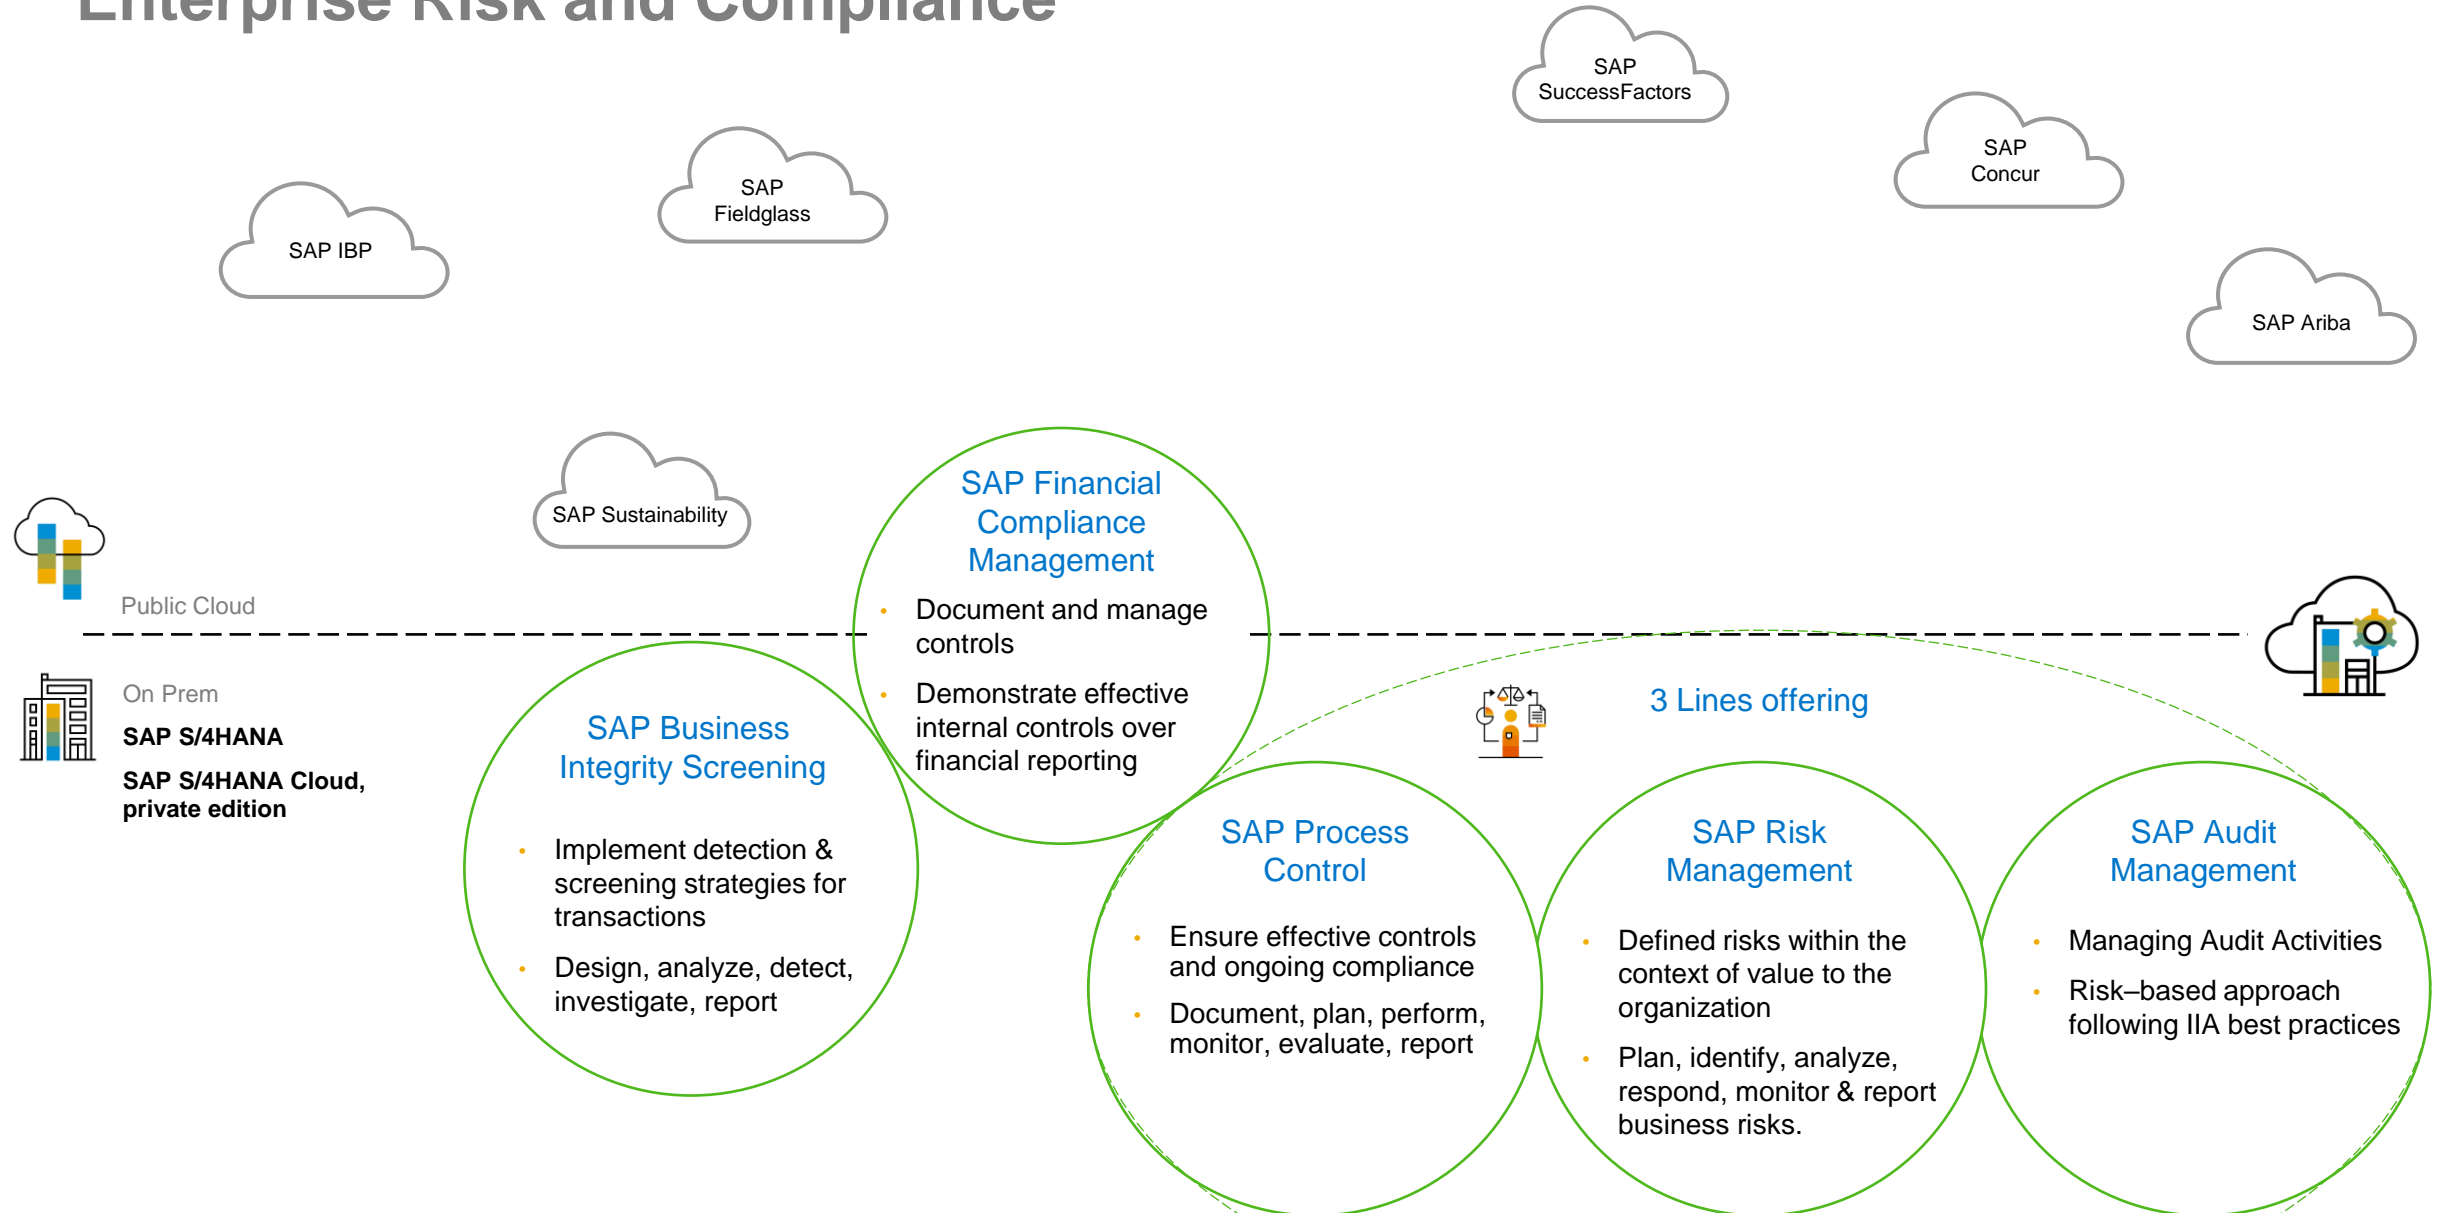 Enterprise Risk and Compliance
SAP
SuccessFactors
SAP
Concur
SAP
Fieldglass
SAP IBP
SAP Ariba
SAP Sustainability
SAP Financial
Compliance
Management
• Document and manage
controls
• Demonstrate effective
internal controls over
financial reporting
Public Cloud
On Prem
SAP S/4HANA
SAP S/4HANA Cloud,
private edition
SAP Business
Integrity Screening
• Implement detection &
screening strategies for
transactions
• Design, analyze, detect,
investigate, report
3 Lines offering
SAP Process
Control
• Ensure effective controls
and ongoing compliance
• Document, plan, perform,
monitor, evaluate, report
SAP Risk
Management
• Defined risks within the
context of value to the
organization
• Plan, identify, analyze,
respond, monitor & report
business risks.
SAP Audit
Management
• Managing Audit Activities
• Risk–based approach
following IIA best practices